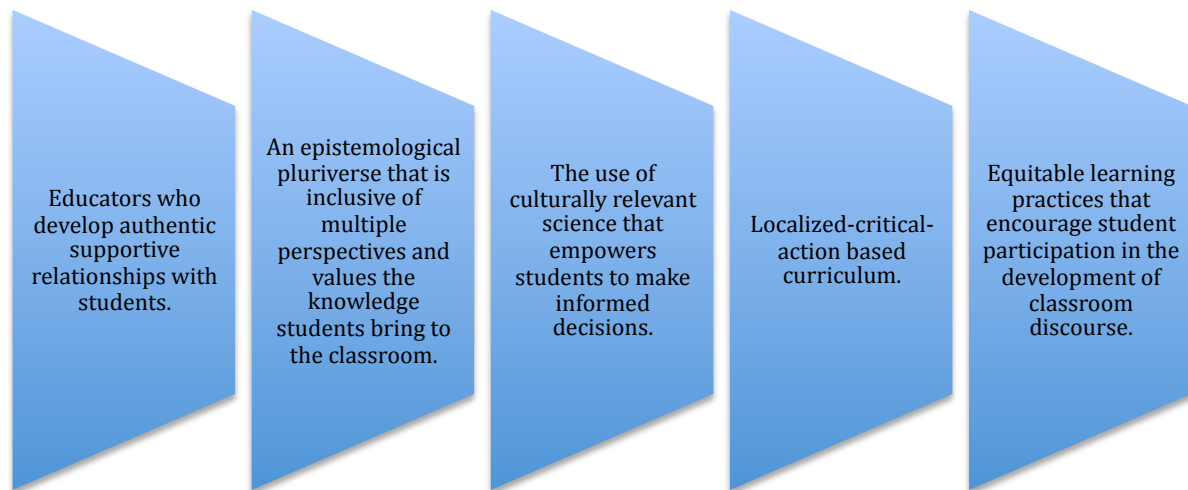 Educators who
develop authentic
supportive
relationships with
students.
An epistemological
pluriverse that is
inclusive of
multiple
perspectives and
values the
knowledge
students bring to
the classroom.
The use of
culturally relevant
science that
empowers
students to make
informed
decisions.
Localized-critical-
action based
curriculum.
Equitable learning
practices that
encourage student
participation in the
development of
classroom
discourse.